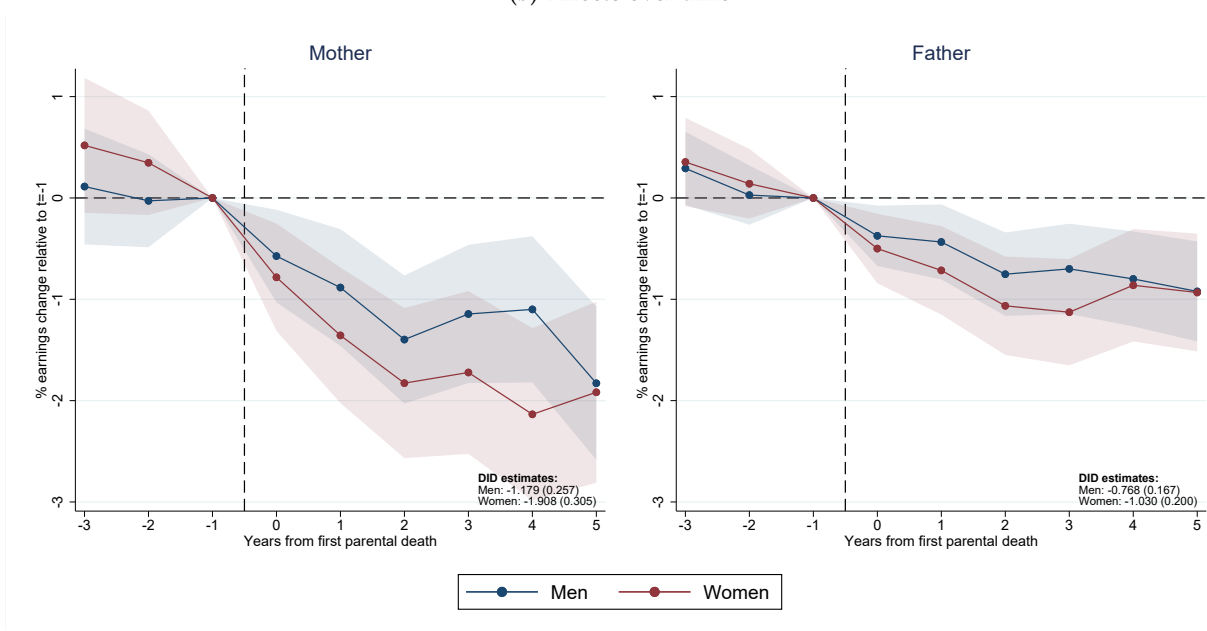 Mother
% earnings change relative to t=-1
1
0
-1
-2
-3
DID estimates:
Men: -1.179 (0.257)
Women: -1.908 (0.305)
-3 -2 -1 0 1 2 3 4 5
Years from first parental death
Father
% earnings change relative to t=-1
1
0
-1
-2
-3
DID estimates:
Men: -0.768 (0.167)
Women: -1.030 (0.200)
-3 -2 -1 0 1 2 3 4 5
Years from first parental death
Men Women